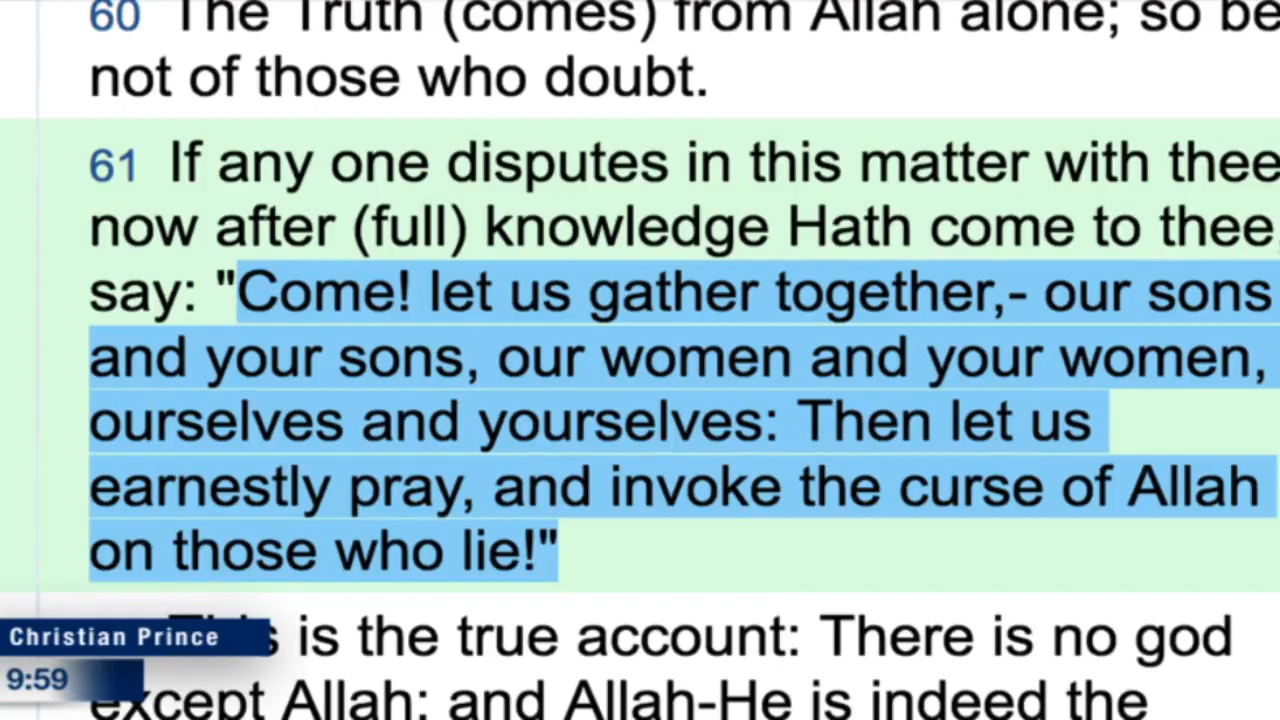 60 The Truth (comes) from Allah alone; so be
not of those who doubt.
61 If any one disputes in this matter with thee
now after (full) knowledge Hath come to thee,
say: "Come! let us gather together,- our sons
and your sons, our women and your women,
ourselves and yourselves: Then let us
earnestly pray, and invoke the curse of Allah
on those who lie!"
This is the true account: There is no god
except Allah; and Allah-He is indeed the
Christian Prince
9:59